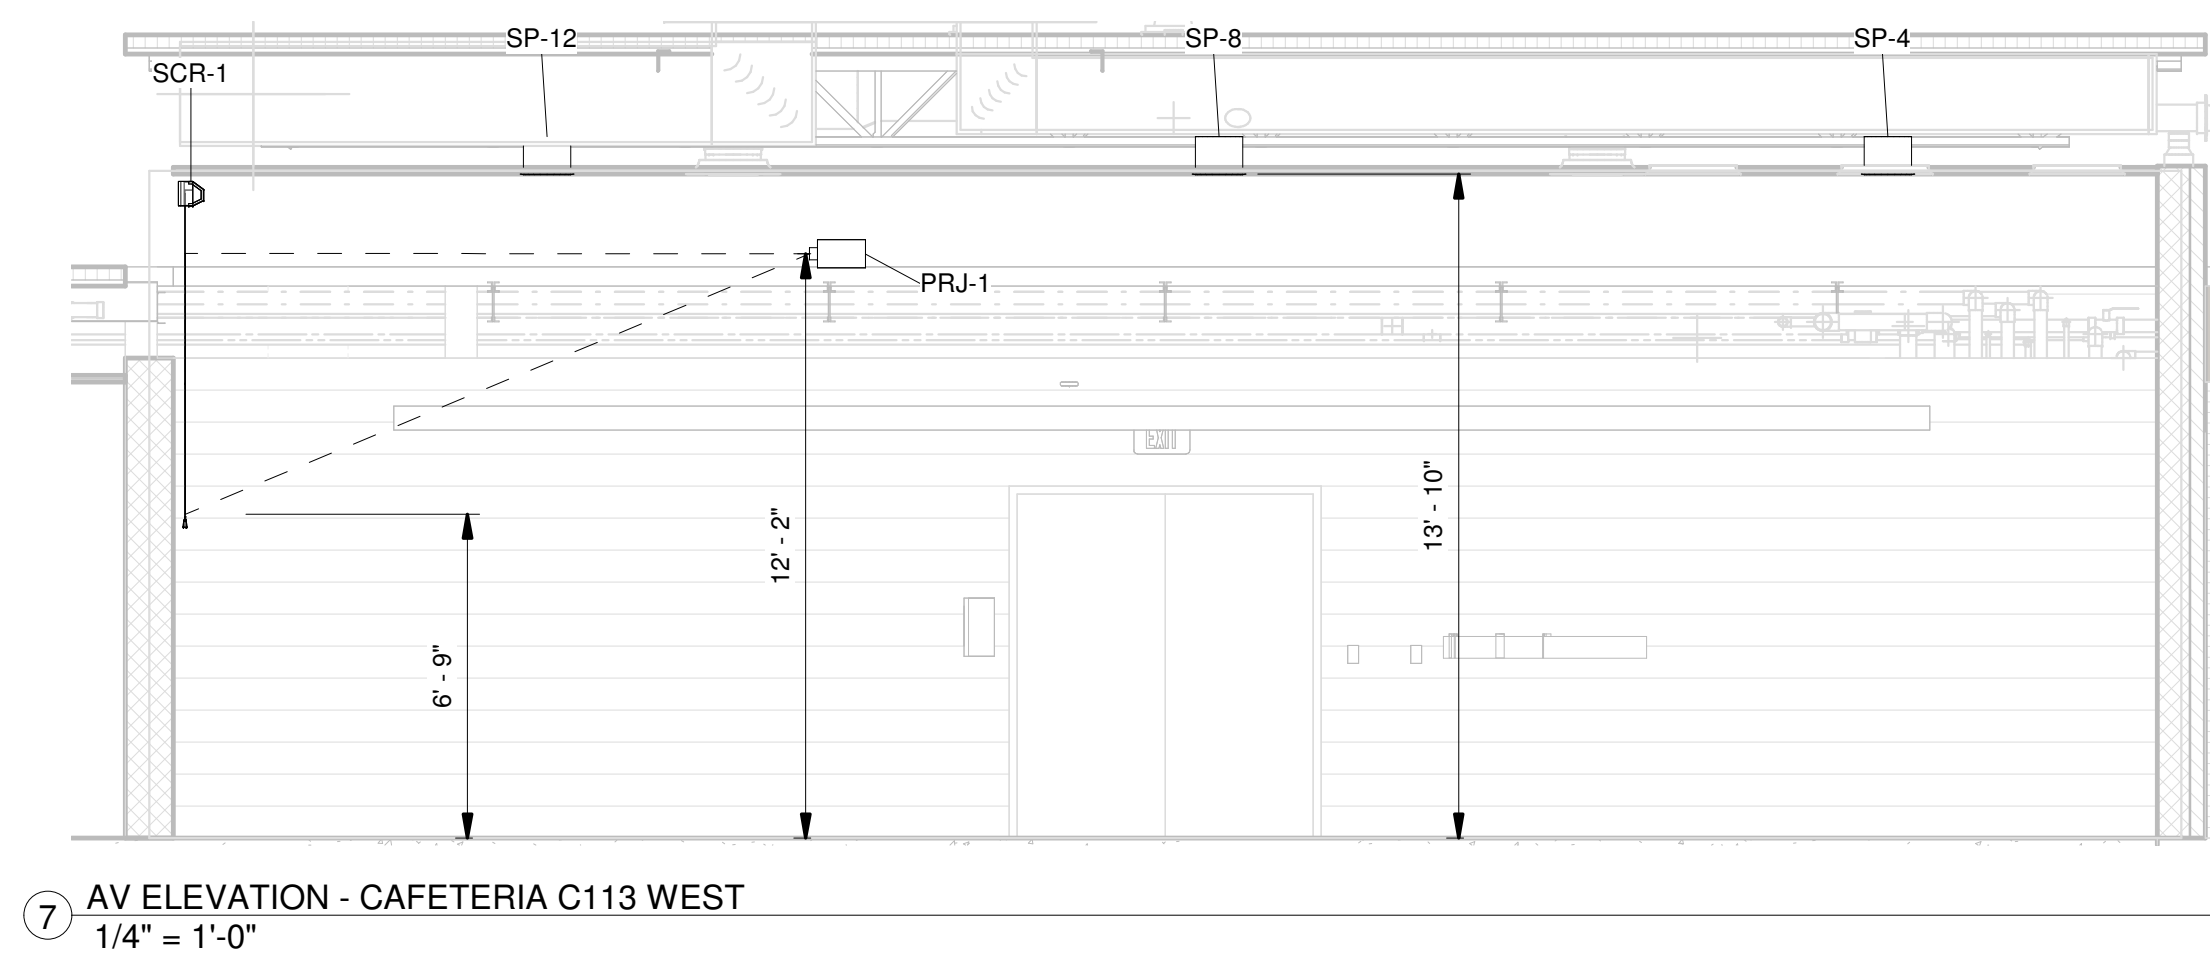 SP-12
SP-8
SP-4
SCR-1
PRJ-1
EXIT
13' - 10"
12' - 2"
6' - 9"
7
AV ELEVATION - CAFETERIA C113 WEST
1/4" = 1'-0"